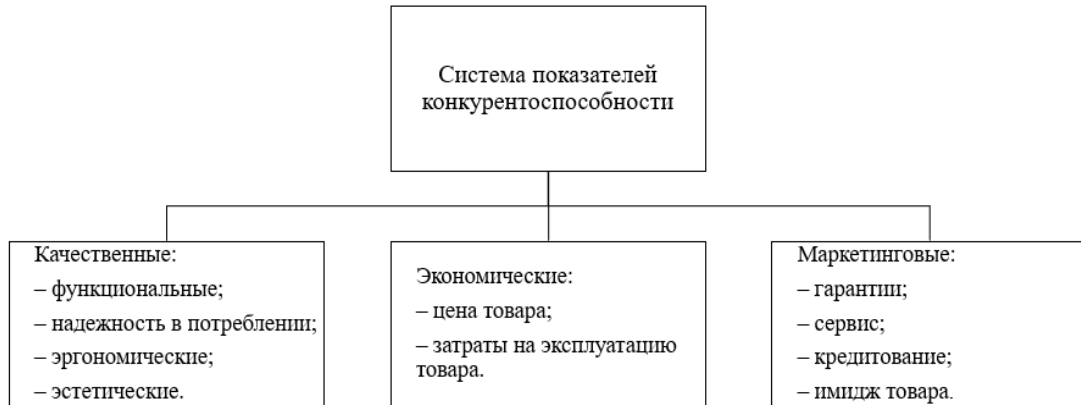 Система показателей
конкурентоспособности
Качественные:
– функциональные;
– надежность в потреблении;
– эргономические;
– эстетические.
Экономические:
– цена товара;
– затраты на эксплуатацию
товара.
Маркетинговые:
– гарантии;
– сервис;
– кредитование;
– имидж товара.